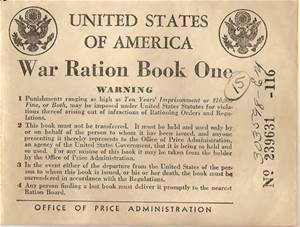 UNITED STATES
OF AMERICA
War Ration Book One
WARNING
1 Punishments ranging as high as Ten Years' Imprisonment or $10,000
Fine, or Both, may be imposed under United States Statutes for viola-
tions thereof arising out of infractions of Rationing Orders and Regu-
lations.
2 This book must not be transferred. It must be held and used only by
or on behalf of the person to whom it has been issued, and anyone
presenting it thereby represents to the Office of Price Administration, an
agency of the United States Government, that it is being so held and so
used. For any misuse of this book it may be taken from the holder
by the Office of Price Administration.
3 In the event either of the departure from the United States of the per-
son to whom this book is issued, or his or her death, the book must be
surrendered in accordance with the Regulations.
4 Any person finding a lost book must deliver it promptly to the nearest
Ration Board.
OFFICE OF PRICE ADMINISTRATION
№ 239631 -116